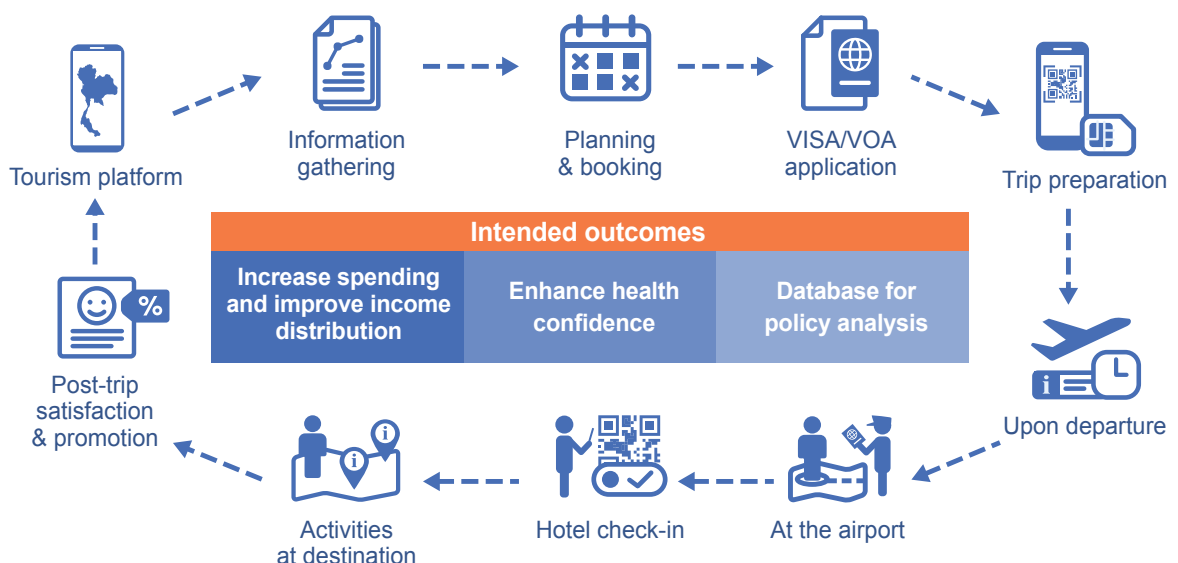 Tourism platform
Information
gathering
Planning
& booking
VISA/VOA
application
Trip preparation
Intended outcomes
Increase spending
and improve income
distribution
Enhance health
confidence
Database for
policy analysis
%
Post-trip
satisfaction
& promotion
i
Upon departure
i
i
Activities
at destination
Hotel check-in
At the airport